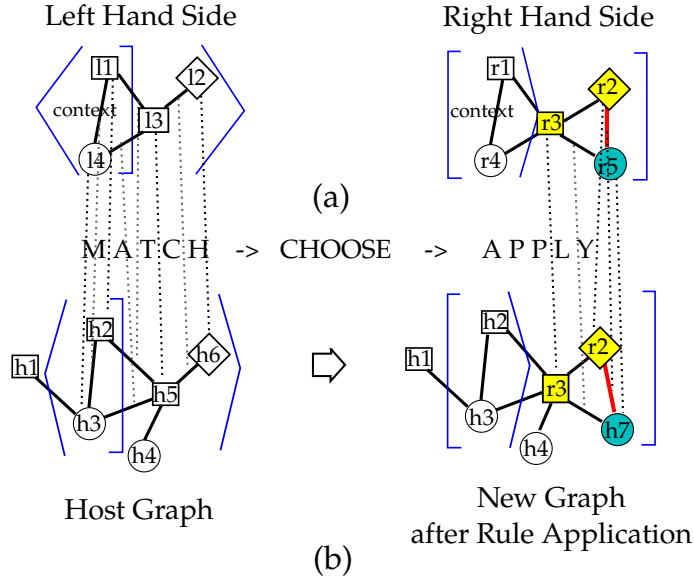 Left Hand Side
Right Hand Side
l1
l2
context
l3
l4
r1
r2
context
r3
r4
r5
(a)
M A T C H -> CHOOSE -> A P P L Y
h1
h2
h6
h5
h3
h4
h1
h2
r2
r3
h3
h4
h7
Host Graph
New Graph
after Rule Application
(b)